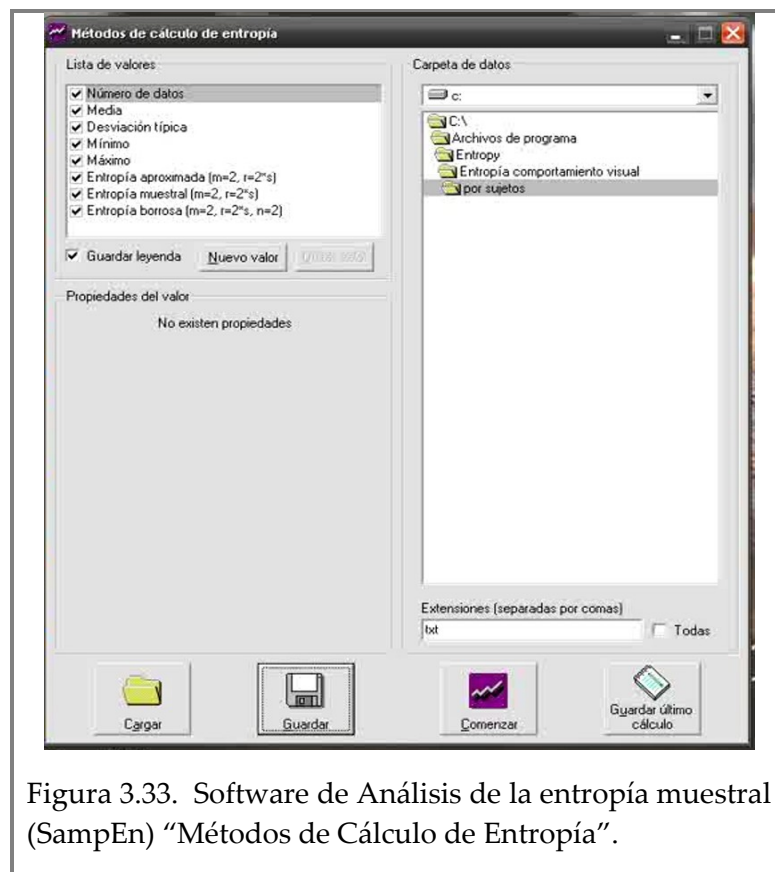 Métodos de cálculo de entropía
Lista de valores
Número de datos
Media
Desviación típica
Mínimo
Máximo
Entropía aproximada (m=2, r=2*s)
Entropía muestral (m=2, r=2*s)
Entropía borrosa (m=2, r=2*s, n=2)
Guardar leyenda
Nuevo valor
Propiedades del valor
No existen propiedades
Carpeta de datos
c:
C:\
Archivos de programa
Entropy
Entropía comportamiento visual
por sujetos
Extensiones (separadas por comas)
txt
Todas
Cargar
Guardar
Comenzar
Guardar último
cálculo
Figura 3.33. Software de Análisis de la entropía muestral
(SampEn) “Métodos de Cálculo de Entropía”.